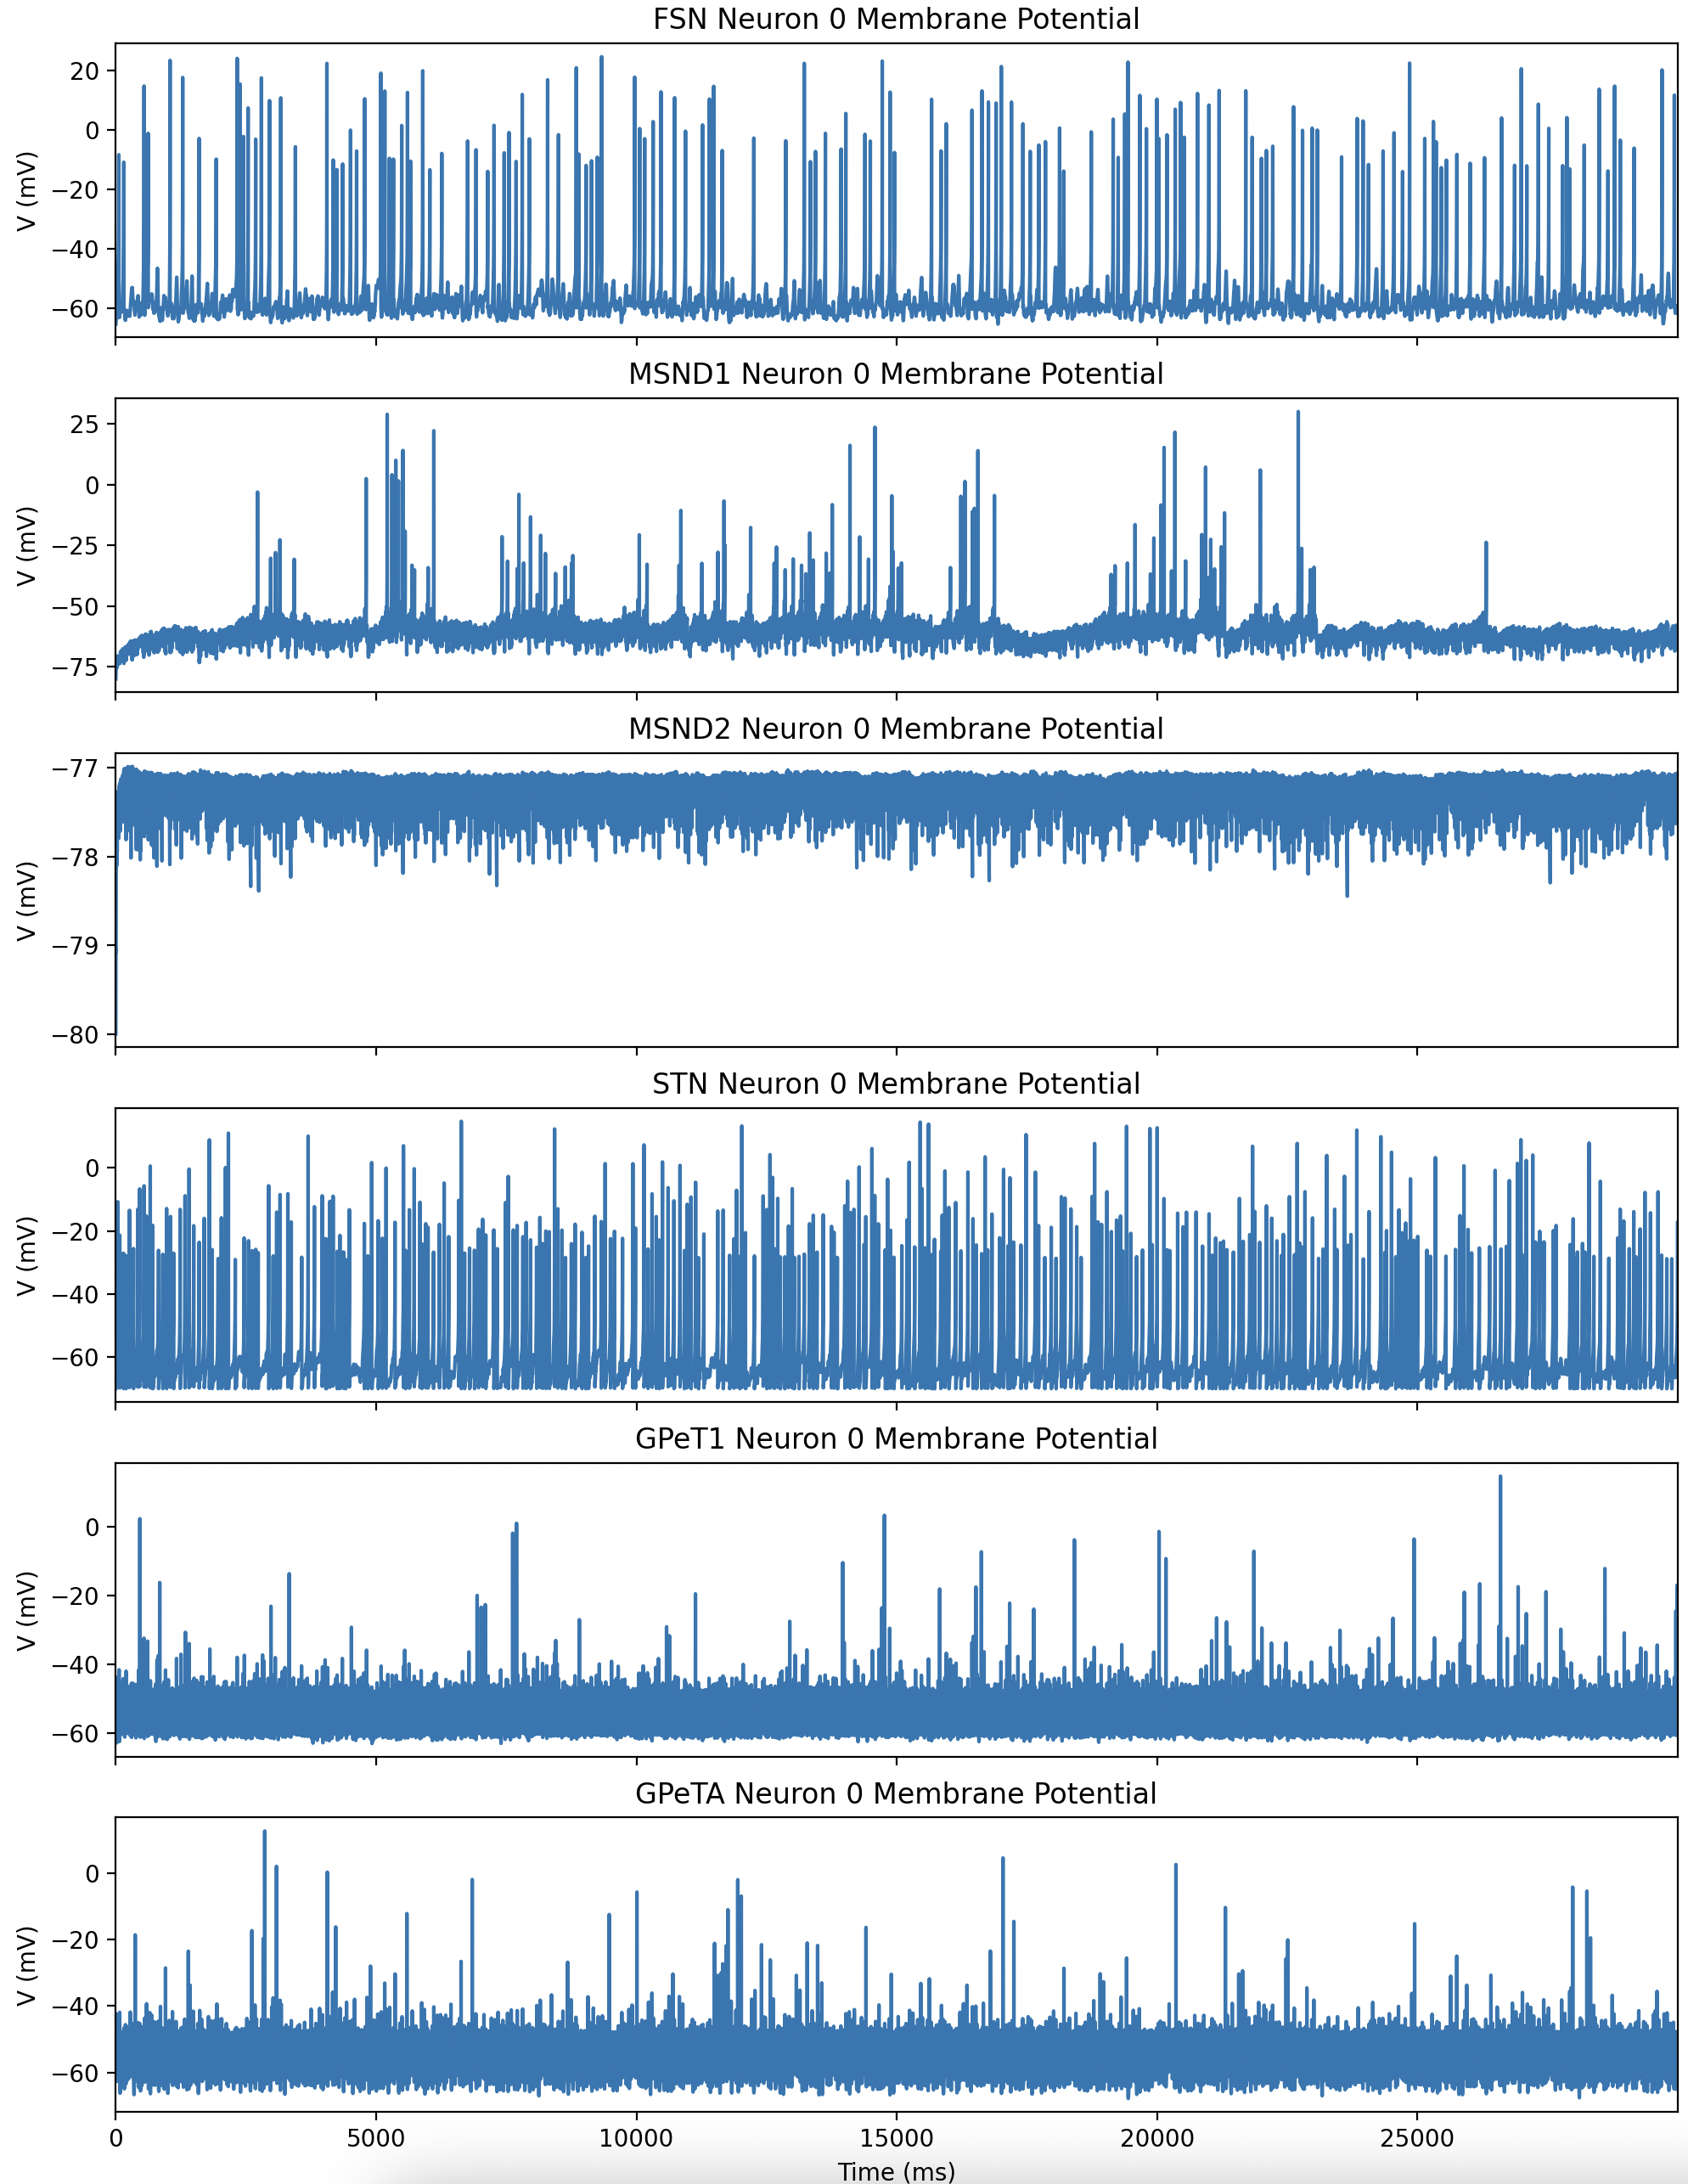 FSN Neuron 0 Membrane Potential
20
0
−20
−40
−60
V (mV)
MSND1 Neuron 0 Membrane Potential
25
0
−25
−50
−75
V (mV)
MSND2 Neuron 0 Membrane Potential
−77
−78
−79
−80
V (mV)
STN Neuron 0 Membrane Potential
0
−20
−40
−60
V (mV)
GPeT1 Neuron 0 Membrane Potential
0
−20
−40
−60
V (mV)
GPeTA Neuron 0 Membrane Potential
0
−20
−40
−60
V (mV)
0 5000 10000 15000 20000 25000
Time (ms)